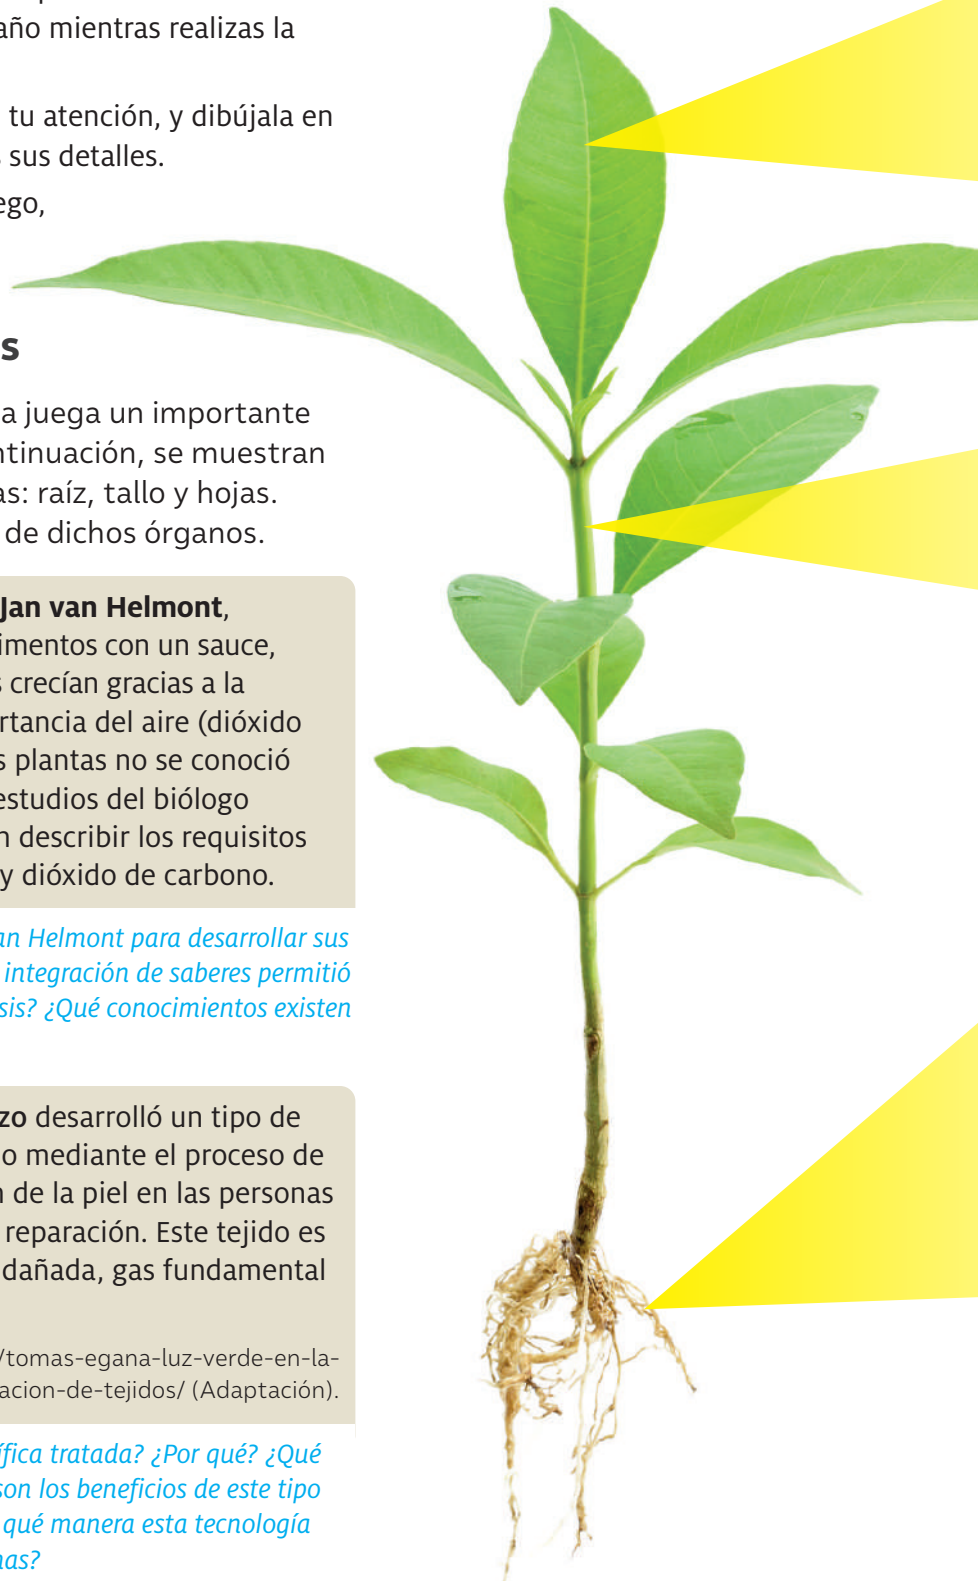 año mientras realizas la
tu atención, y dibújala en
sus detalles.
ego,
s
a juega un importante
ntinuación, se muestran
as: raíz, tallo y hojas.
de dichos órganos.
Jan van Helmont,
imentos con un sauce,
s crecían gracias a la
rtancia del aire (dióxido
s plantas no se conoció
estudios del biólogo
n describir los requisitos
y dióxido de carbono.
an Helmont para desarrollar sus
integración de saberes permitió
sis? ¿Qué conocimientos existen
zo desarrolló un tipo de
o mediante el proceso de
n de la piel en las personas
reparación. Este tejido es
dañada, gas fundamental
/tomas-egana-luz-verde-en-la-
acion-de-tejidos/ (Adaptación).
ífica tratada? ¿Por qué? ¿Qué
son los beneficios de este tipo
qué manera esta tecnología
nas?